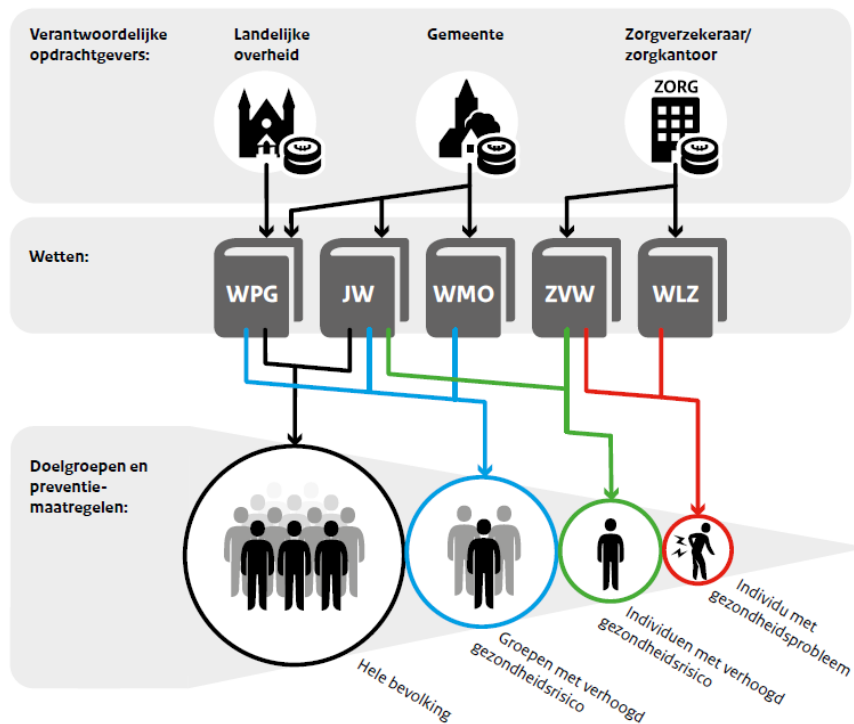 Verantwoordelijke
opdrachtgevers:
Landelijke
overheid
Gemeente
Zorgverzekeraar/
zorgkantoor
ZORG
Wetten:
WPG
JW
WMO
ZVW
WLZ
Doelgroepen en
preventie-
maatregelen:
Hele bevolking
Groepen met verhoogd
gezondheidsrisico
Individuen met verhoogd
gezondheidsrisico
Individu met
gezondheidsprobleem